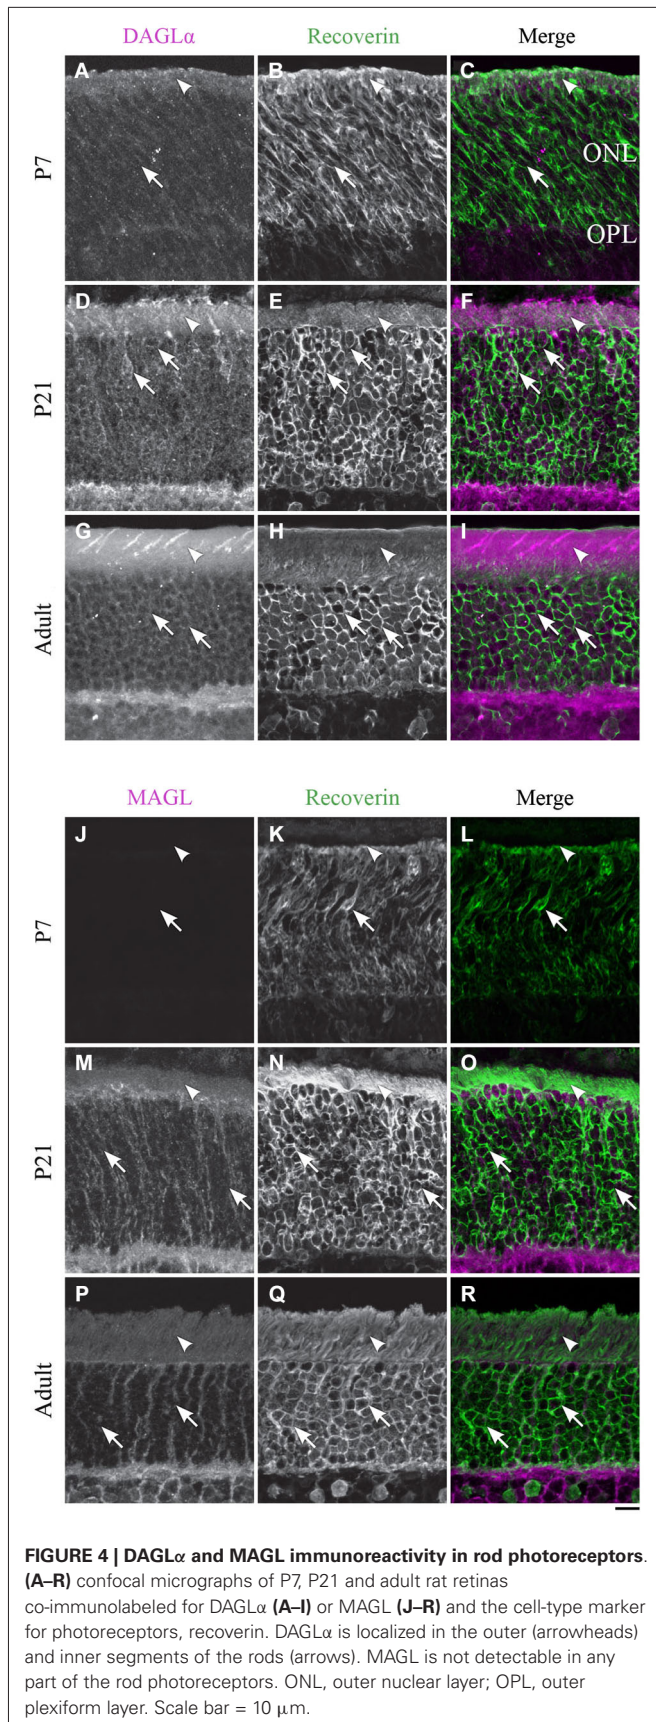 DAGLα Recoverin Merge
P7
A B C
ONL
OPL
P21
D E F
Adult
G H I
MAGL Recoverin Merge
P7
J K L
P21
M N O
Adult
P Q R
FIGURE 4 | DAGLα and MAGL immunoreactivity in rod photoreceptors.
(A–R) confocal micrographs of P7, P21 and adult rat retinas
co-immunolabeled for DAGLα (A–I) or MAGL (J–R) and the cell-type marker
for photoreceptors, recoverin. DAGLα is localized in the outer (arrowheads)
and inner segments of the rods (arrows). MAGL is not detectable in any
part of the rod photoreceptors. ONL, outer nuclear layer; OPL, outer
plexiform layer. Scale bar = 10 μm.